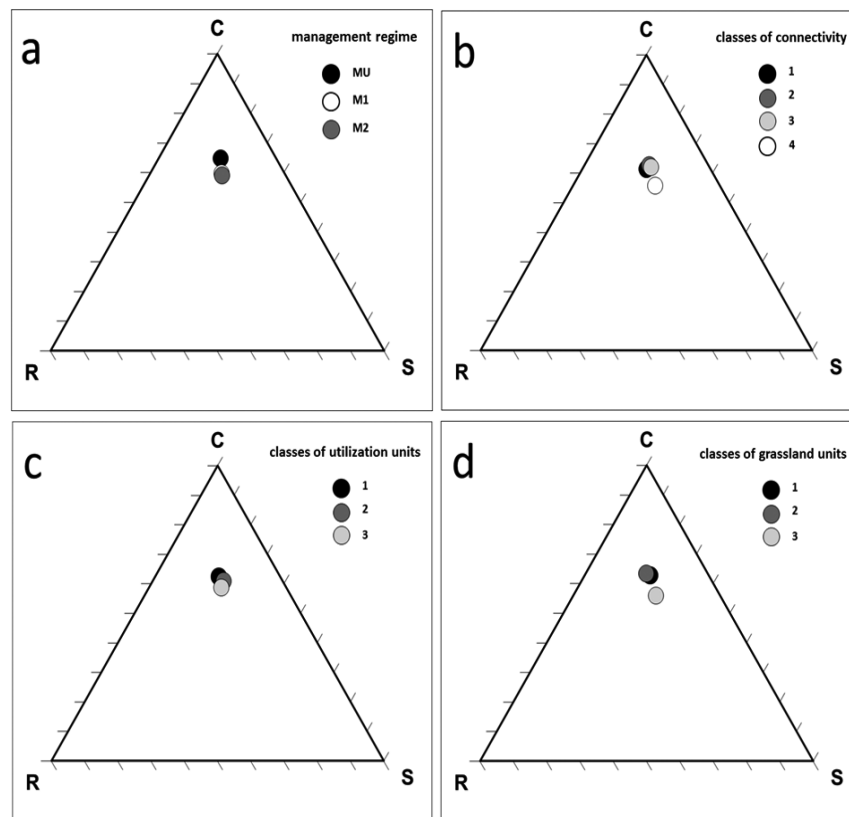 a
management regime
MU
M1
M2
C
R
S
b
classes of connectivity
1
2
3
4
C
R
S
c
classes of utilization units
1
2
3
C
R
S
d
classes of grassland units
1
2
3
C
R
S